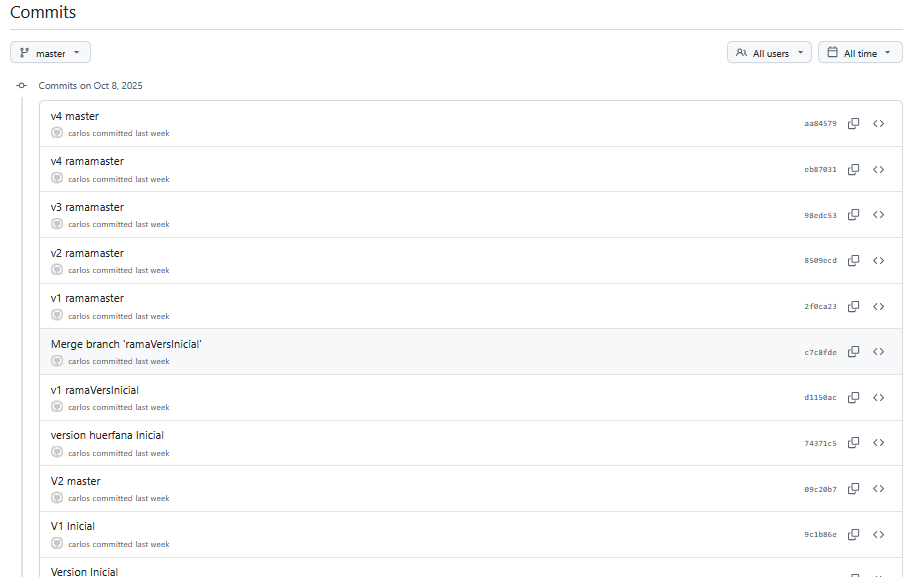 Commits
master
All users
All time
Commits on Oct 8, 2025
v4 master
carlos committed last week
aa84579
v4 ramamaster
carlos committed last week
eb87031
v3 ramamaster
carlos committed last week
98edc53
v2 ramamaster
carlos committed last week
8509ecd
v1 ramamaster
carlos committed last week
2f0ca23
Merge branch 'ramaVersInicial'
carlos committed last week
c7c8fde
v1 ramaVersInicial
carlos committed last week
d1150ac
version huerfana Inicial
carlos committed last week
74371c5
V2 master
carlos committed last week
09c20b7
V1 Inicial
carlos committed last week
9c1b86e
Version Inicial